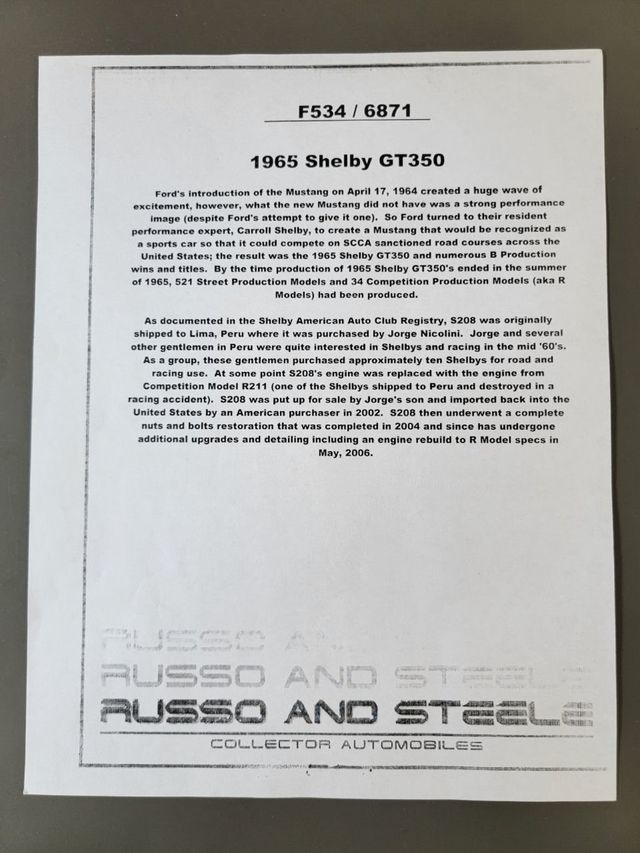 F534 / 6871
1965 Shelby GT350
Ford's introduction of the Mustang on April 17, 1964 created a huge wave of
excitement, however, what the new Mustang did not have was a strong performance
image (despite Ford's attempt to give it one). So Ford turned to their resident
performance expert, Carroll Shelby, to create a Mustang that would be recognized as
a sports car so that it could compete on SCCA sanctioned road courses across the
United States; the result was the 1965 Shelby GT350 and numerous B Production
wins and titles. By the time production of 1965 Shelby GT350's ended in the summer
of 1965, 521 Street Production Models and 34 Competition Production Models (aka R
Models) had been produced.
As documented in the Shelby American Auto Club Registry, S208 was originally
shipped to Lima, Peru where it was purchased by Jorge Nicolini. Jorge and several
other gentlemen in Peru were quite interested in Shelbys and racing in the mid '60's.
As a group, these gentlemen purchased approximately ten Shelbys for road and
racing use. At some point S208's engine was replaced with the engine from
Competition Model R211 (one of the Shelbys shipped to Peru and destroyed in a
racing accident). S208 was put up for sale by Jorge's son and imported back into the
United States by an American purchaser in 2002. S208 then underwent a complete
nuts and bolts restoration that was completed in 2004 and since has undergone
additional upgrades and detailing including an engine rebuild to R Model specs in
May, 2006.
RUSSO A
RUSSO AND STEELE
RUSSO AND STEELE
COLLECTOR AUTOMOBILES